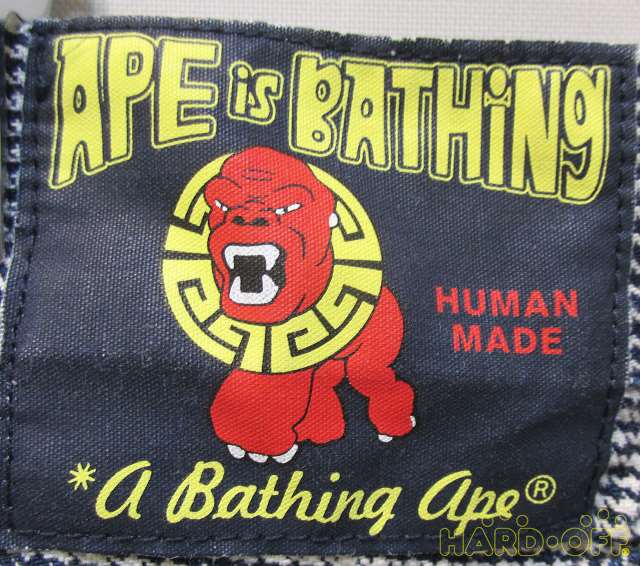 APE is BATHING
HUMAN
MADE
*A Bathing Ape®
HARD·OFF®